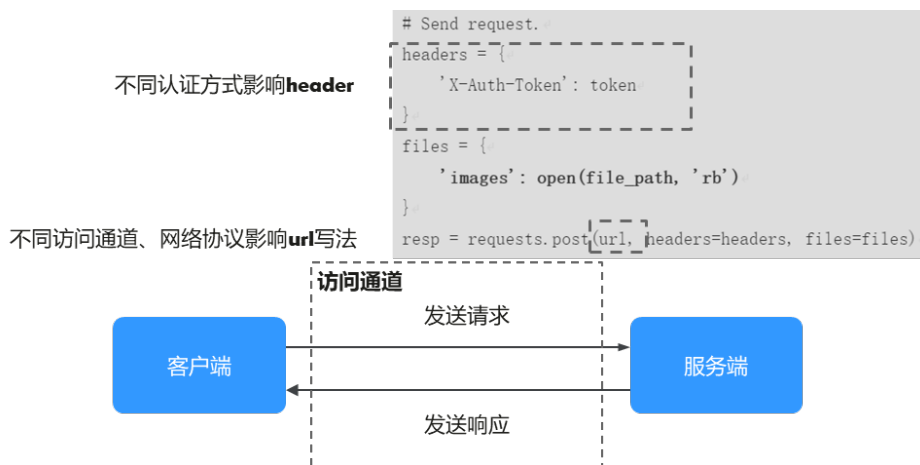 # Send request.
headers = {
不同认证方式影响header
'X-Auth-Token': token
}
files = {
'images': open(file_path, 'rb')
}
不同访问通道、网络协议影响url写法
resp = requests.post(url, headers=headers, files=files)
访问通道
发送请求
客户端
服务端
发送响应